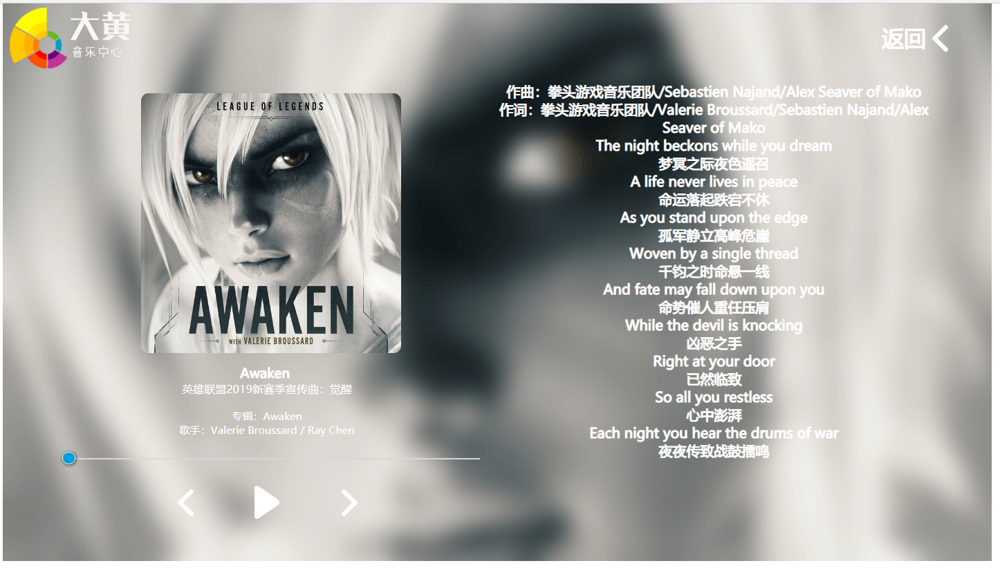 大黄
音乐中心
返回
LEAGUE OF LEGENDS
AWAKEN
WITH VALERIE BROUSSARD
Awaken
英雄联盟2019新赛季宣传曲：觉醒
专辑：Awaken
歌手：Valerie Broussard / Ray Chen
作曲：拳头游戏音乐团队/Sebastien Najand/Alex Seaver of Mako
作词：拳头游戏音乐团队/Valerie Broussard/Sebastien Najand/Alex
Seaver of Mako
The night beckons while you dream
梦冥之际夜色遥召
A life never lives in peace
命运落起跌宕不休
As you stand upon the edge
孤军静立高峰危崖
Woven by a single thread
千钧之时命悬一线
And fate may fall down upon you
命势催人重任压肩
While the devil is knocking
凶恶之手
Right at your door
已然临致
So all you restless
心中澎湃
Each night you hear the drums of war
夜夜传致战鼓擂鸣